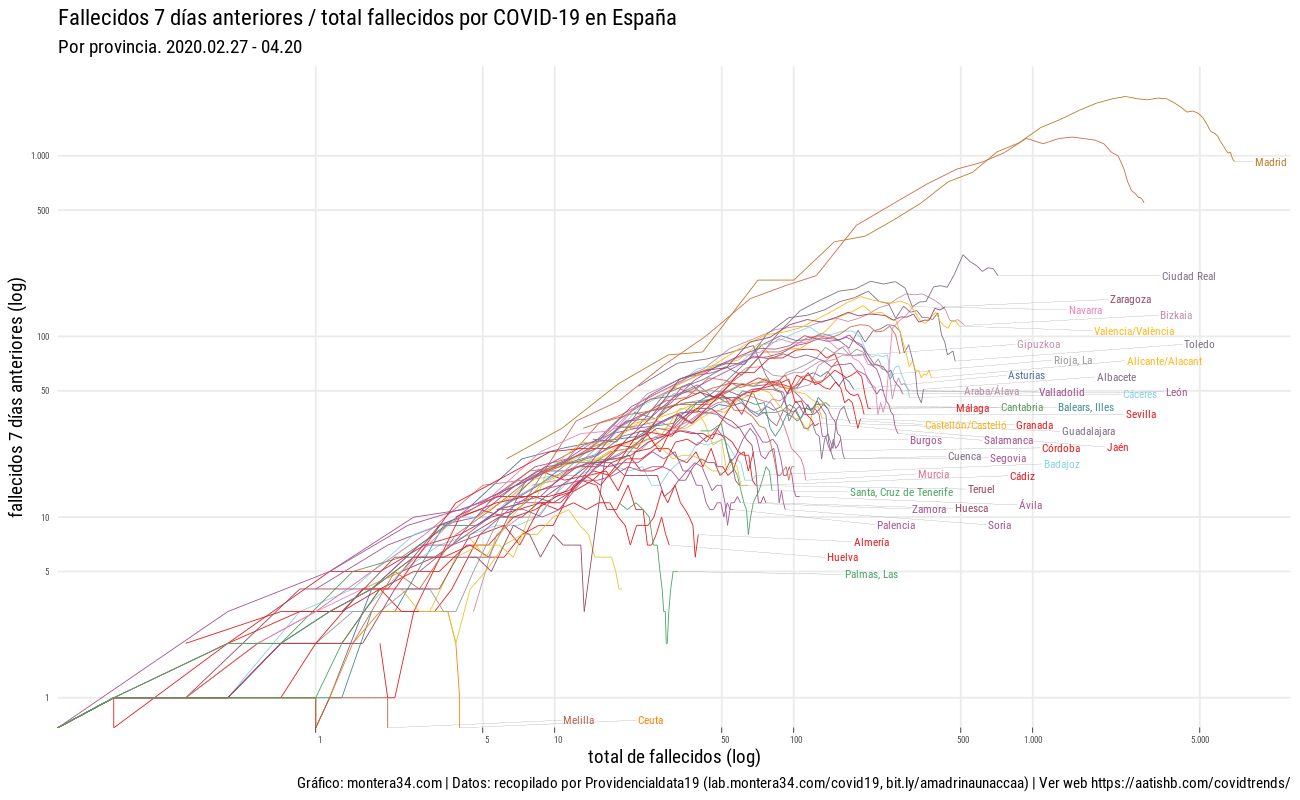 Fallecidos 7 días anteriores / total fallecidos por COVID-19 en España
Por provincia. 2020.02.27 - 04.20
fallecidos 7 días anteriores (log)
1.000
500
100
50
10
5
1
Madrid
Ciudad Real
Zaragoza
Navarra
Bizkaia
Valencia/València
Gipuzkoa
Toledo
Rioja, La
Alicante/Alacant
Asturias
Albacete
Araba/Álava
Valladolid
Cáceres
León
Málaga
Cantabria
Balears, Illes
Sevilla
Castellón/Castelló
Granada
Guadalajara
Burgos
Salamanca
Córdoba
Jaén
Cuenca
Segovia
Badajoz
Murcia
Cádiz
Santa, Cruz de Tenerife
Teruel
Zamora
Huesca
Ávila
Palencia
Soria
Almería
Huelva
Palmas, Las
Melilla
Ceuta
1
5
10
50
100
500
1.000
5.000
total de fallecidos (log)
Gráfico: montera34.com | Datos: recopilado por Providencialdata19 (lab.montera34.com/covid19, bit.ly/amadrinaunaccaa) | Ver web https://aatishb.com/covidtrends/